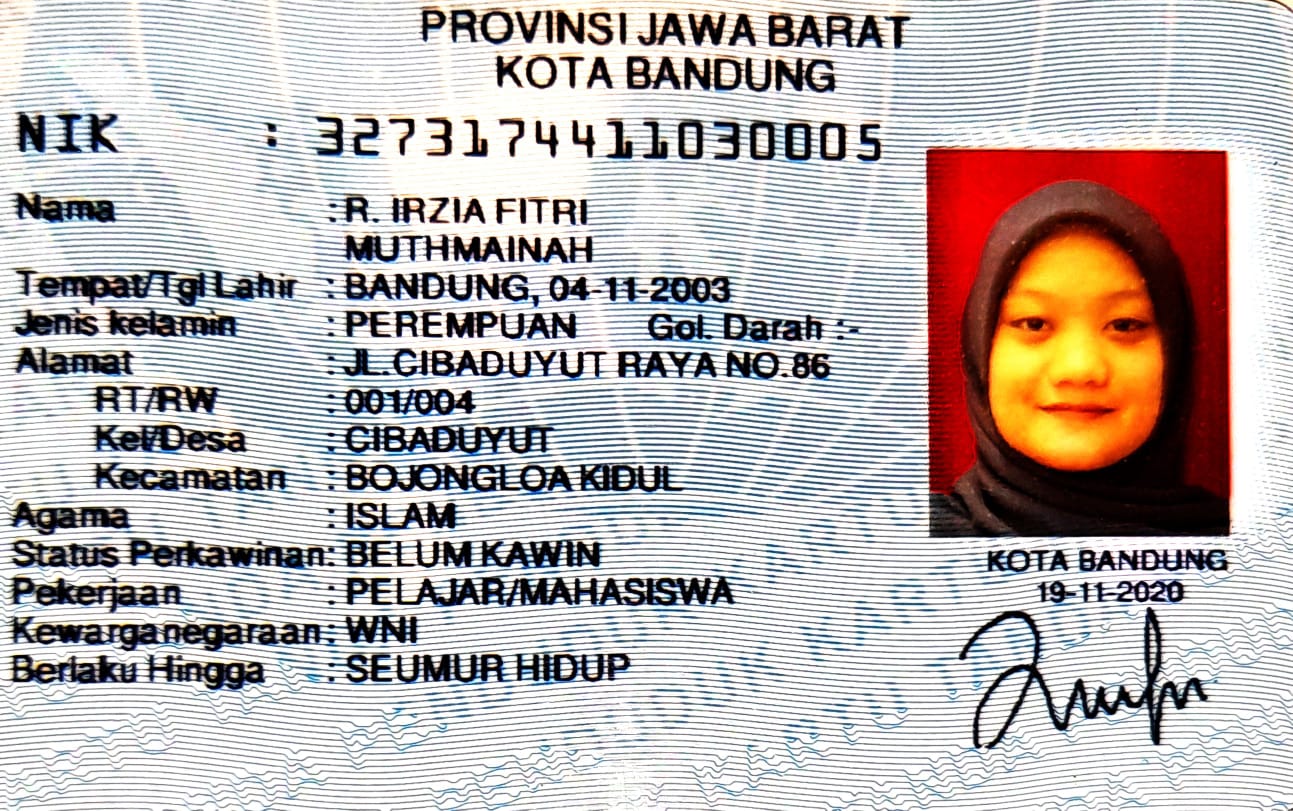 PROVINSI JAWA BARAT
KOTA BANDUNG
NIK : 3273174411030005
Nama : R. IRZIA FITRI
MUTHMAINAH
Tempat/Tgl Lahir : BANDUNG, 04-11-2003
Jenis kelamin : PEREMPUAN Gol. Darah :-
Alamat : JL.CIBADUYUT RAYA NO.86
RT/RW : 001/004
Kel/Desa : CIBADUYUT
Kecamatan : BOJONGLOA KIDUL
Agama : ISLAM
Status Perkawinan: BELUM KAWIN
Pekerjaan : PELAJAR/MAHASISWA
Kewarganegaraan: WNI
Berlaku Hingga : SEUMUR HIDUP
KOTA BANDUNG
19-11-2020